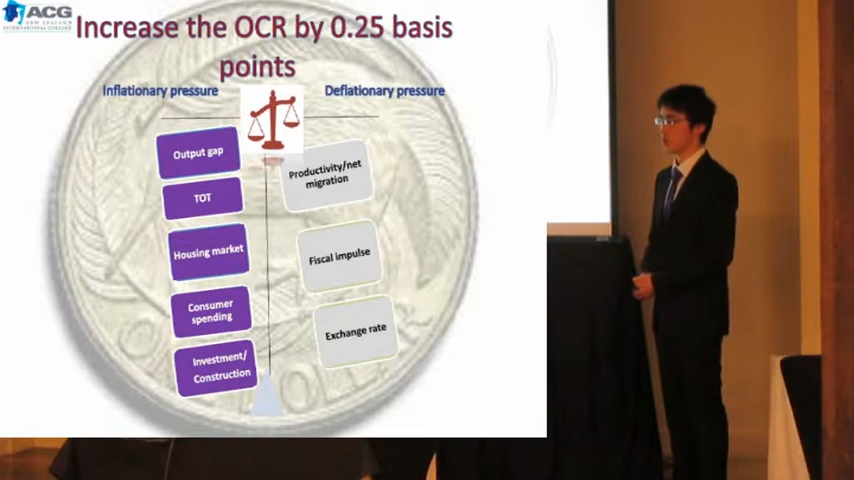 ACG
NEW ZEALAND
INTERNATIONAL COLLEGE
Increase the OCR by 0.25 basis
points
Inflationary pressure
Deflationary pressure
Output gap
TOT
Housing market
Consumer
spending
Investment/
Construction
Productivity/net
migration
Fiscal impulse
Exchange rate